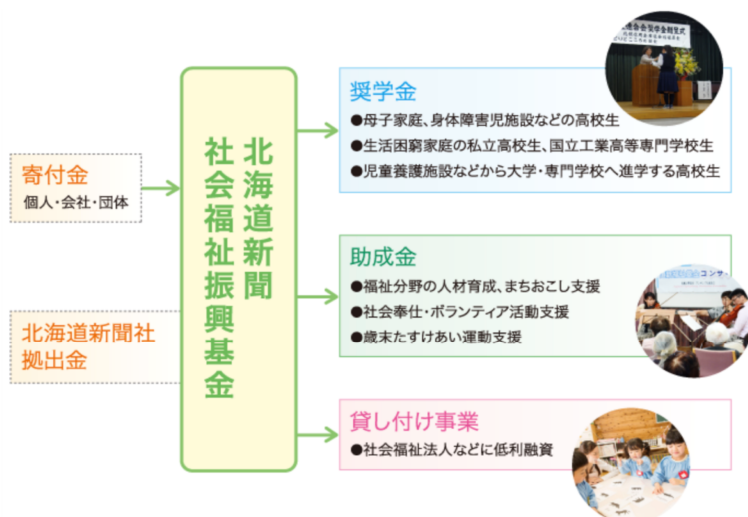 寄付金
個人・会社・団体
北海道新聞社
拠出金
北海道新聞
社会福祉振興基金
奨学金
●母子家庭、身体障害児施設などの高校生
●生活困窮家庭の私立高校生、国立工業高等専門学校生
●児童養護施設などから大学・専門学校へ進学する高校生
助成金
●福祉分野の人材育成、まちおこし支援
●社会奉仕・ボランティア活動支援
●歳末たすけあい運動支援
コンサ
貸し付け事業
●社会福祉法人などに低利融資